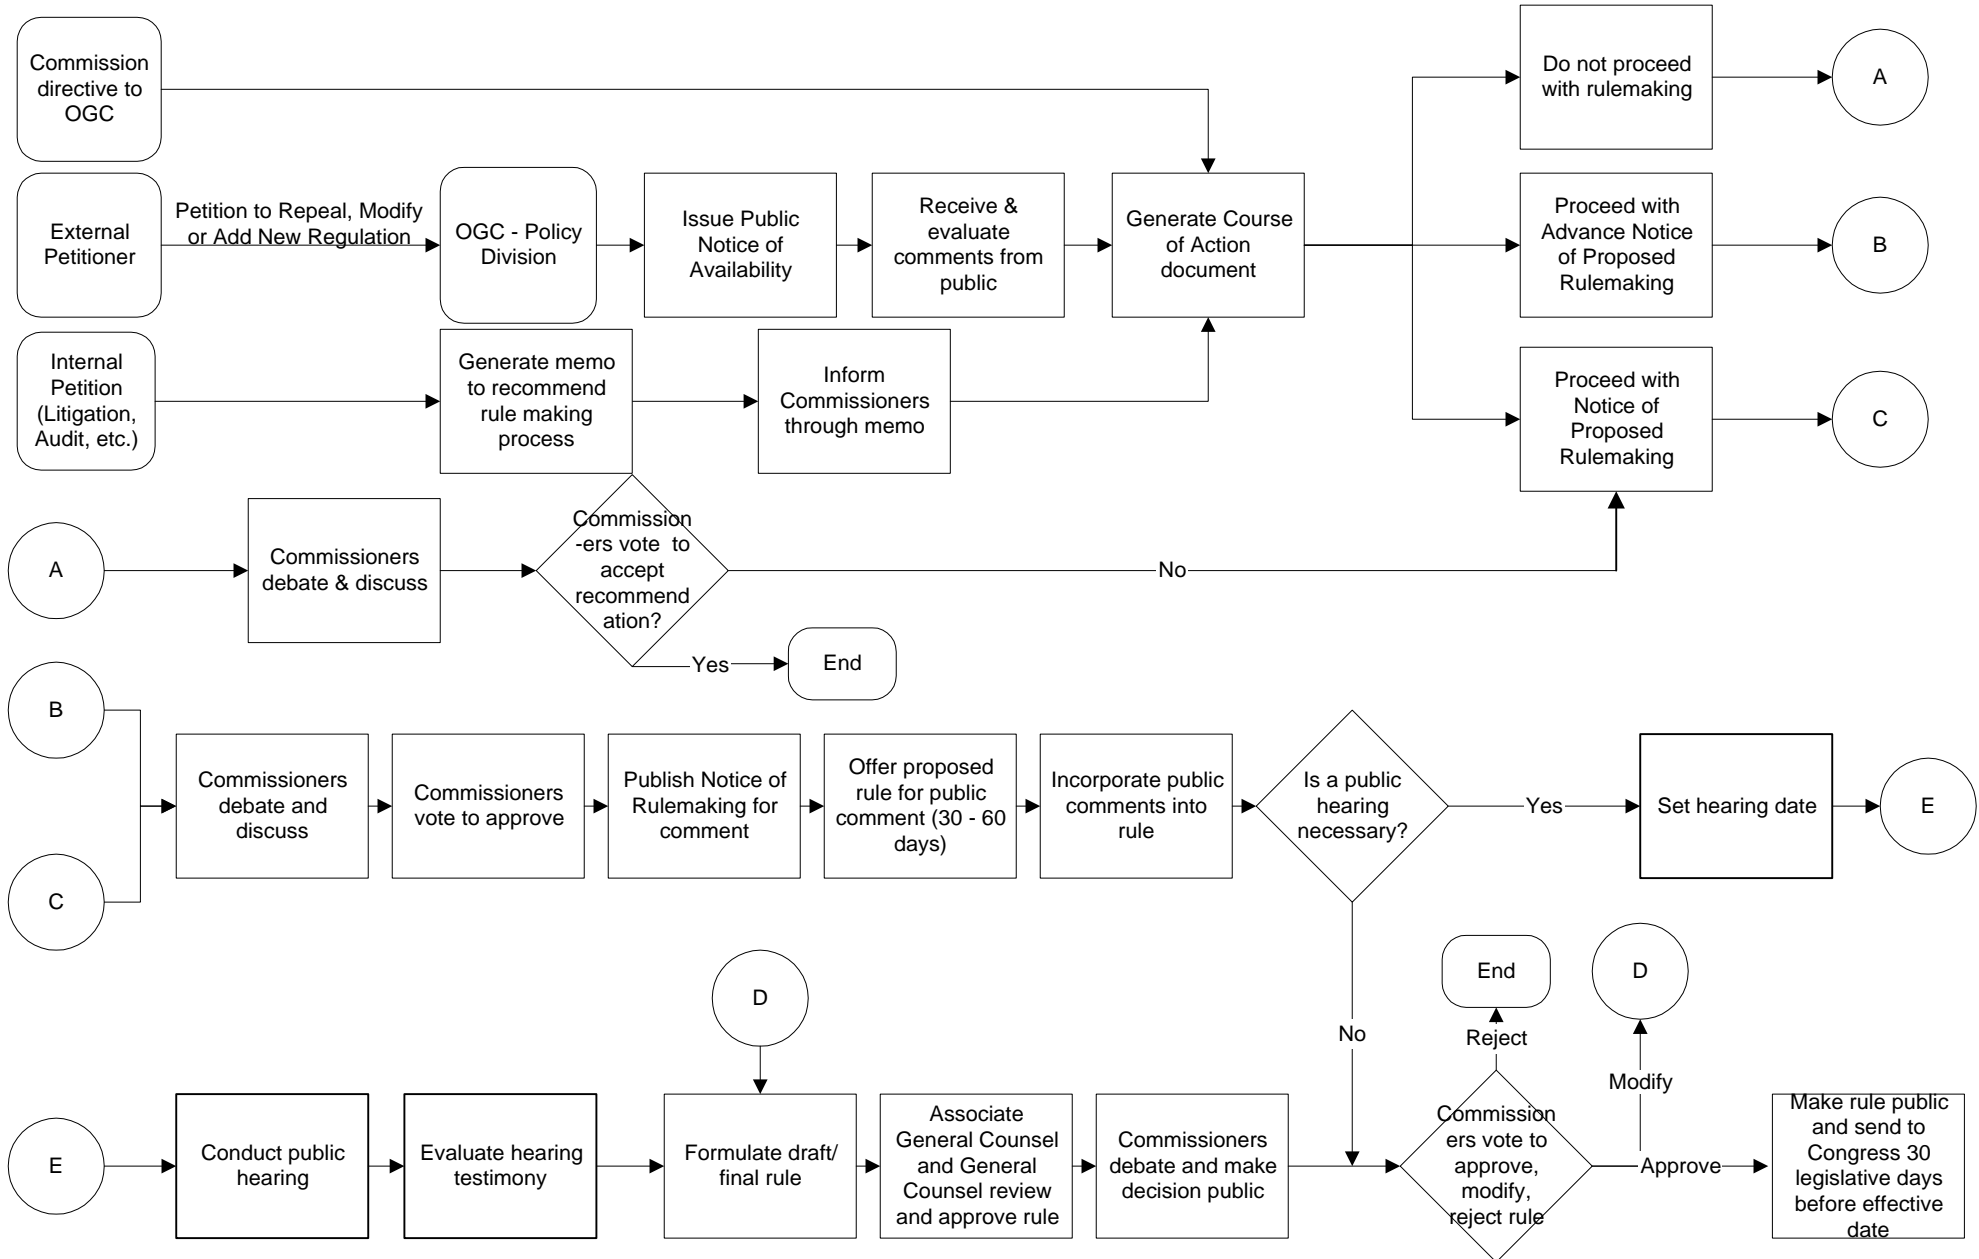 Commission
directive to
OGC
Do not proceed
with rulemaking
A
External
Petitioner
Petition to Repeal, Modify
or Add New Regulation
OGC - Policy
Division
Issue Public
Notice of
Availability
Receive &
evaluate
comments from
public
Generate Course
of Action
document
Proceed with
Advance Notice
of Proposed
Rulemaking
B
Internal
Petition
(Litigation,
Audit, etc.)
Generate memo
to recommend
rule making
process
Inform
Commissioners
through memo
Proceed with
Notice of
Proposed
Rulemaking
C
A
Commissioners
debate & discuss
Commission
-ers vote to
accept
recommend
ation?
No
Yes
End
B
C
Commissioners
debate and
discuss
Commissioners
vote to approve
Publish Notice of
Rulemaking for
comment
Offer proposed
rule for public
comment (30 - 60
days)
Incorporate public
comments into
rule
Is a public
hearing
necessary?
Yes
Set hearing date
E
No
D
End
D
Reject
Modify
E
Conduct public
hearing
Evaluate hearing
testimony
Formulate draft/
final rule
Associate
General Counsel
and General
Counsel review
and approve rule
Commissioners
debate and make
decision public
Commission
ers vote to
approve,
modify,
reject rule
Approve
Make rule public
and send to
Congress 30
legislative days
before effective
date